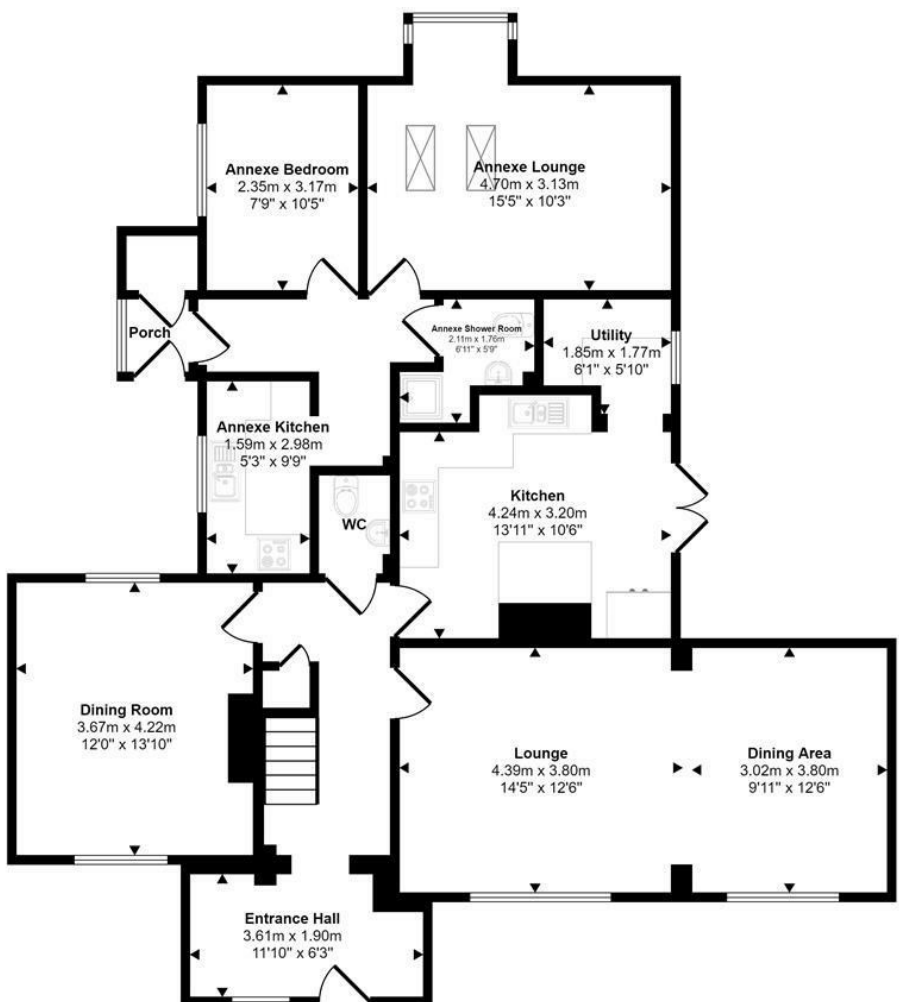 Annexe Bedroom
2.35m x 3.17m
7'9" x 10'5"
Annexe Lounge
4.70m x 3.13m
15'5" x 10'3"
Porch
Annexe Shower Room
2.11m x 1.76m
6'11" x 5'9"
Utility
1.85m x 1.77m
6'1" x 5'10"
Annexe Kitchen
1.59m x 2.98m
5'3" x 9'9"
WC
Kitchen
4.24m x 3.20m
13'11" x 10'6"
Dining Room
3.67m x 4.22m
12'0" x 13'10"
Lounge
4.39m x 3.80m
14'5" x 12'6"
Dining Area
3.02m x 3.80m
9'11" x 12'6"
Entrance Hall
3.61m x 1.90m
11'10" x 6'3"